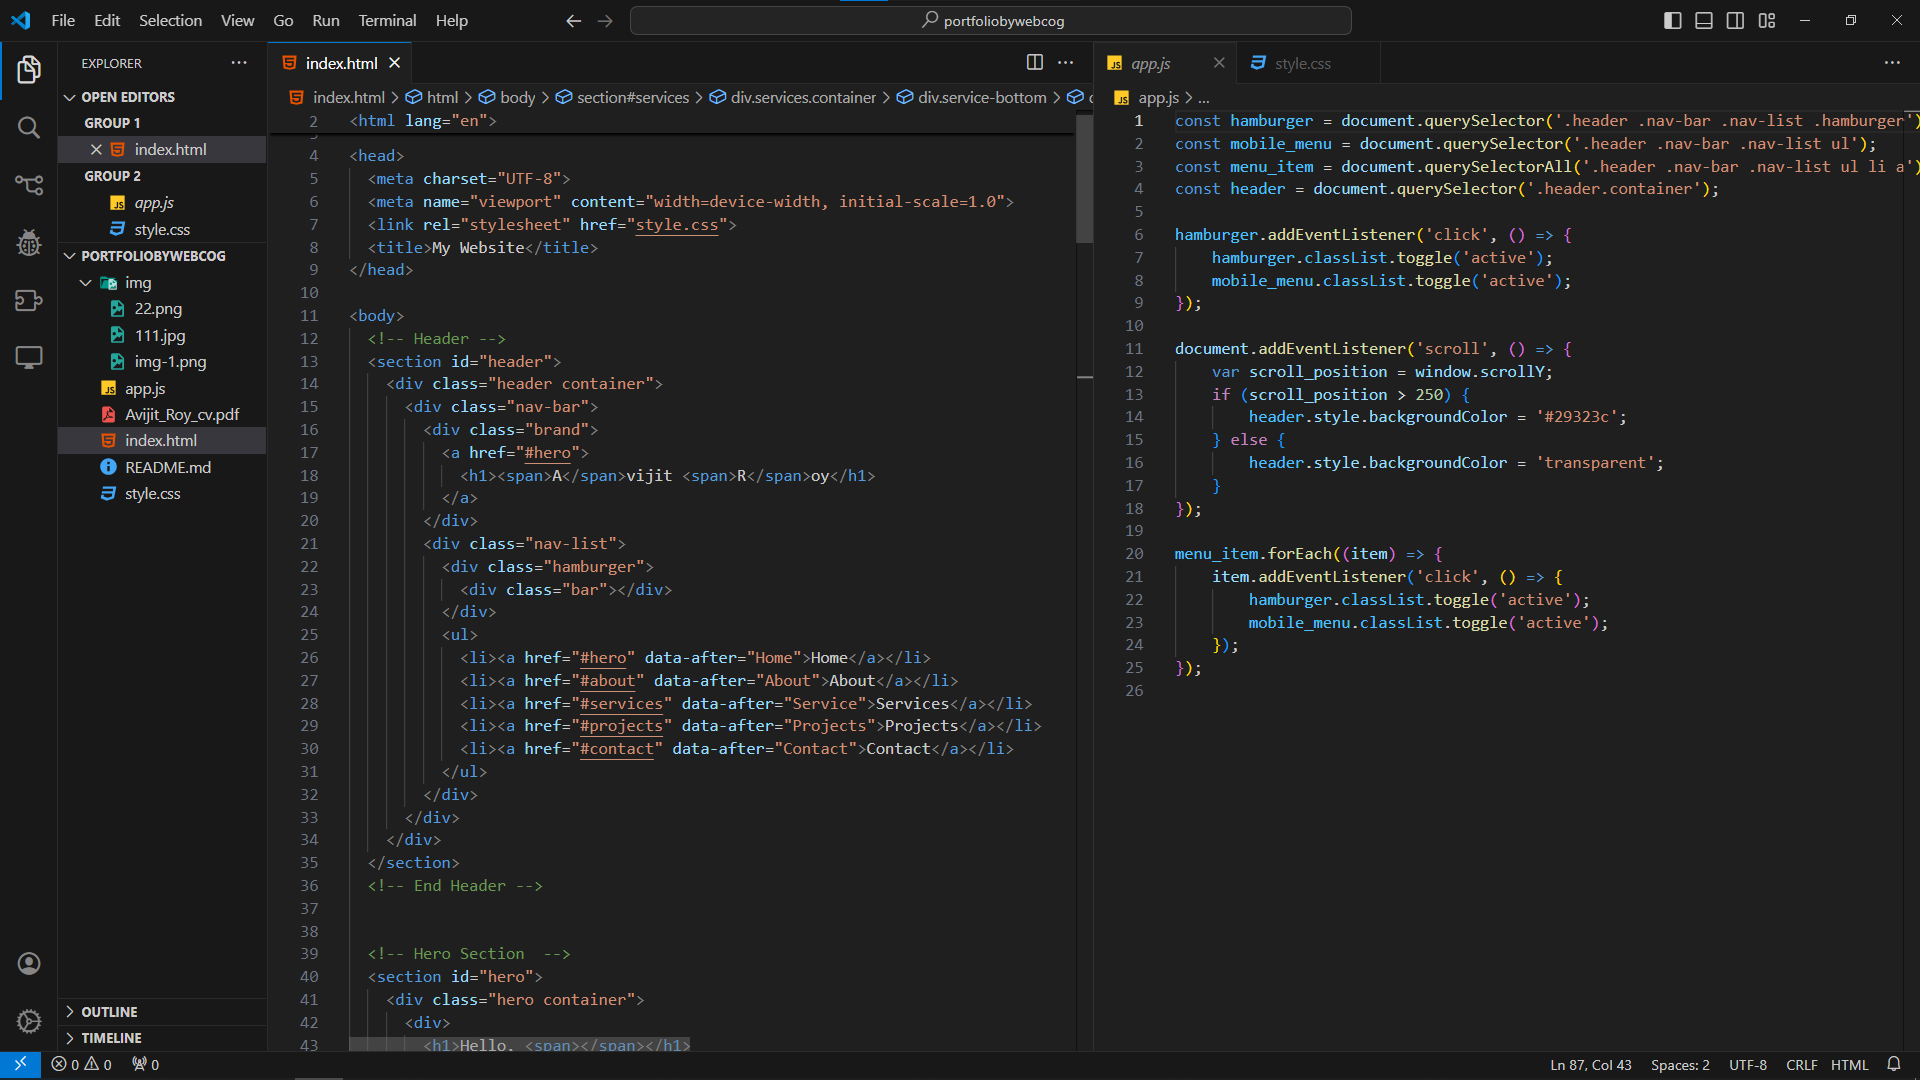 File Edit Selection View Go Run Terminal Help
portfoliobywebcog
EXPLORER
OPEN EDITORS
GROUP 1
index.html
GROUP 2
app.js
style.css
PORTFOLIOBYWEBCOG
img
22.png
111.jpg
img-1.png
app.js
Avijit_Roy_cv.pdf
index.html
README.md
style.css
OUTLINE
TIMELINE
index.html
index.html > html > body > section#services > div.services.container > div.service-bottom >
2 <html lang="en">
4 <head>
5 <meta charset="UTF-8">
6 <meta name="viewport" content="width=device-width, initial-scale=1.0">
7 <link rel="stylesheet" href="style.css">
8 <title>My Website</title>
9 </head>
10
11 <body>
12 <!-- Header -->
13 <section id="header">
14 <div class="header container">
15 <div class="nav-bar">
16 <div class="brand">
17 <a href="#hero">
18 <h1><span>A</span>vijit <span>R</span>oy</h1>
19 </a>
20 </div>
21 <div class="nav-list">
22 <div class="hamburger">
23 <div class="bar"></div>
24 </div>
25 <ul>
26 <li><a href="#hero" data-after="Home">Home</a></li>
27 <li><a href="#about" data-after="About">About</a></li>
28 <li><a href="#services" data-after="Service">Services</a></li>
29 <li><a href="#projects" data-after="Projects">Projects</a></li>
30 <li><a href="#contact" data-after="Contact">Contact</a></li>
31 </ul>
32 </div>
33 </div>
34 </div>
35 </section>
36 <!-- End Header -->
37
38
39 <!-- Hero Section  -->
40 <section id="hero">
41 <div class="hero container">
42 <div>
43 <h1>Hello, <span></span></h1>
app.js
style.css
app.js > ...
1 const hamburger = document.querySelector('.header .nav-bar .nav-list .hamburger')
2 const mobile_menu = document.querySelector('.header .nav-bar .nav-list ul');
3 const menu_item = document.querySelectorAll('.header .nav-bar .nav-list ul li a')
4 const header = document.querySelector('.header.container');
5
6 hamburger.addEventListener('click', () => {
7 hamburger.classList.toggle('active');
8 mobile_menu.classList.toggle('active');
9 });
10
11 document.addEventListener('scroll', () => {
12 var scroll_position = window.scrollY;
13 if (scroll_position > 250) {
14 header.style.backgroundColor = '#29323c';
15 } else {
16 header.style.backgroundColor = 'transparent';
17 }
18 });
19
20 menu_item.forEach((item) => {
21 item.addEventListener('click', () => {
22 hamburger.classList.toggle('active');
23 mobile_menu.classList.toggle('active');
24 });
25 });
26
0 0 0
Ln 87, Col 43 Spaces: 2 UTF-8 CRLF HTML